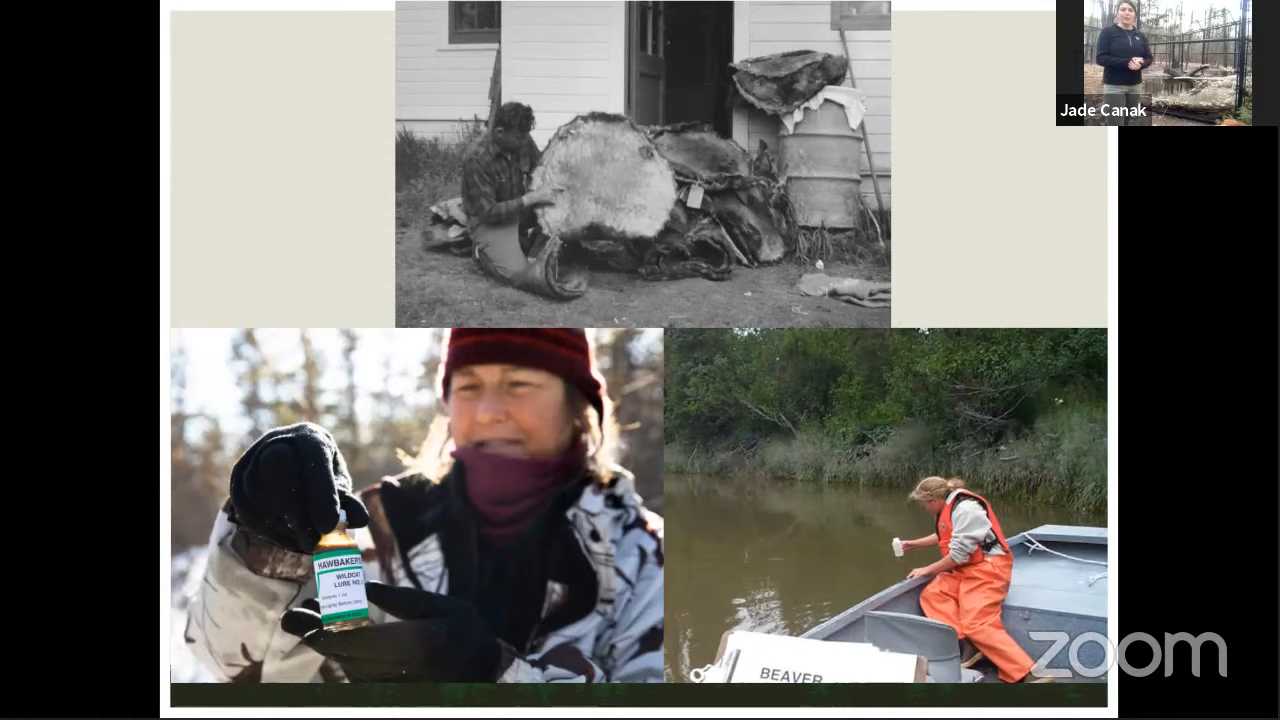 Jade Canak
HAWBAKER'S
WILDCAT
LURE NO.
BEAVER
zoom